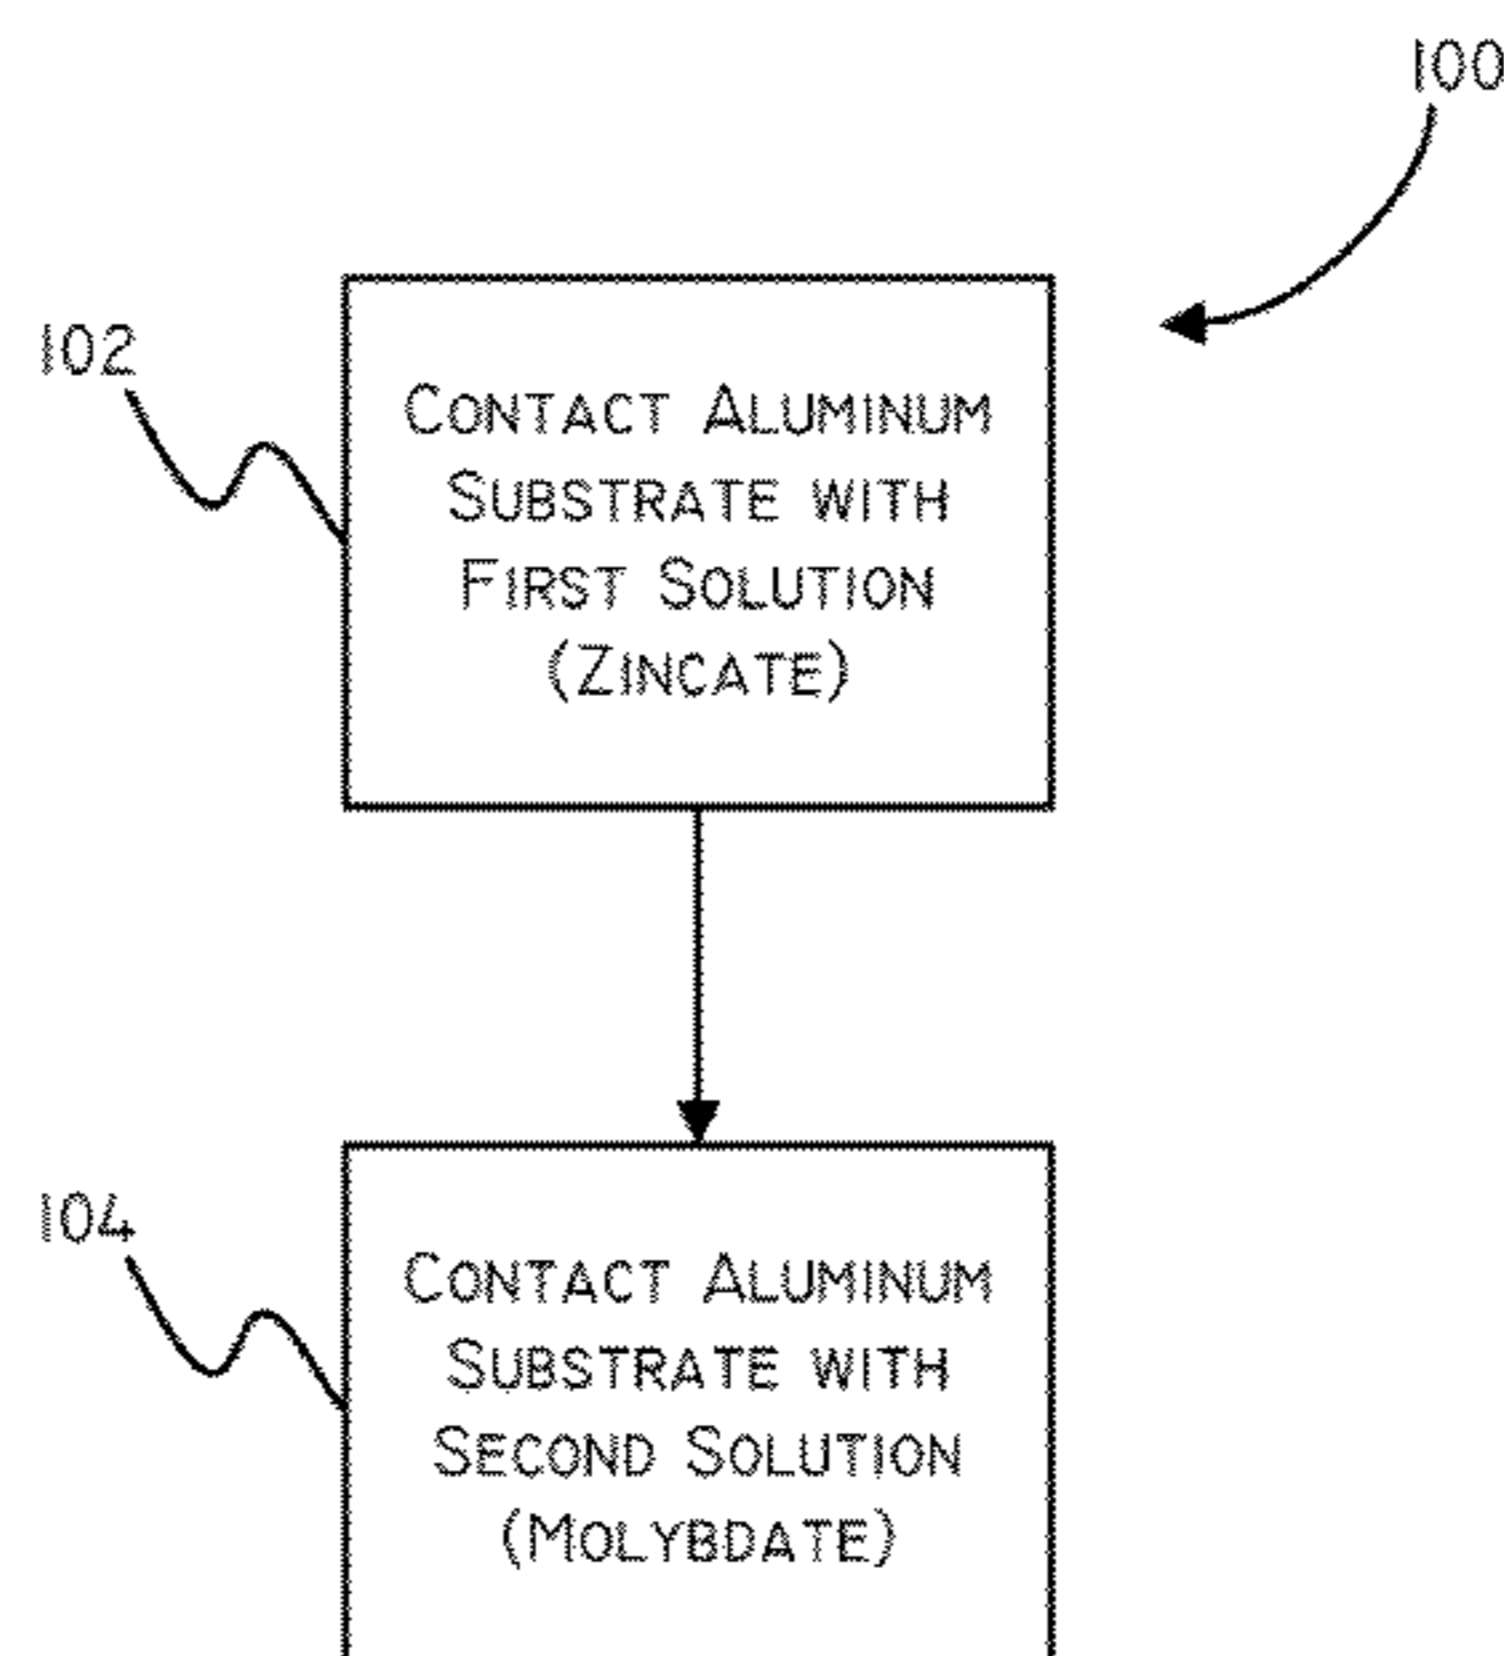 100
102
CONTACT ALUMINUM
SUBSTRATE WITH
FIRST SOLUTION
(ZINCATE)
104
CONTACT ALUMINUM
SUBSTRATE WITH
SECOND SOLUTION
(MOLYBDATE)